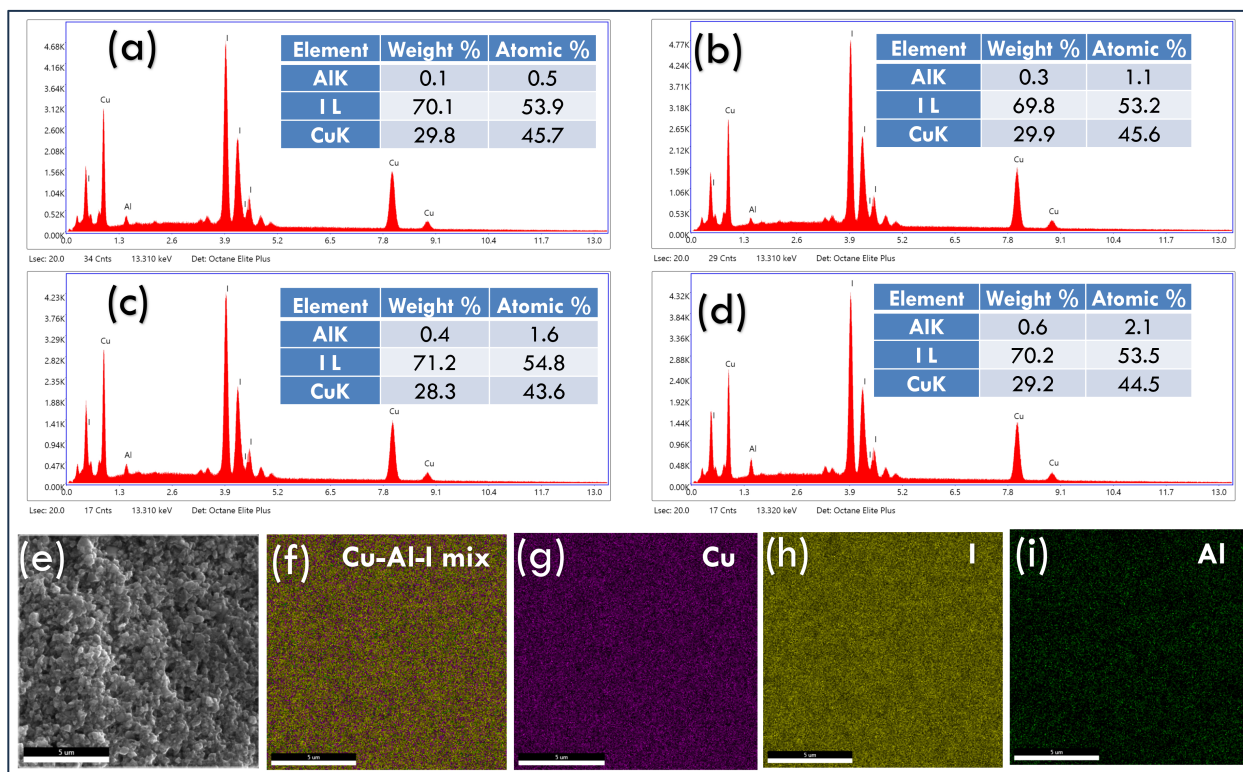 (a)
Element Weight % Atomic %
AlK 0.1 0.5
I L 70.1 53.9
CuK 29.8 45.7
4.68K
4.16K
3.64K
3.12K
2.60K
2.08K
1.56K
1.04K
0.52K
0.00K
I
Cu
I
I
Al
I
I
Cu
Cu
0.0 1.3 2.6 3.9 5.2 6.5 7.8 9.1 10.4 11.7 13.0
Lsec: 20.0 34 Cnts 13.310 keV Det: Octane Elite Plus
(b)
Element Weight % Atomic %
AlK 0.3 1.1
I L 69.8 53.2
CuK 29.9 45.6
4.77K
4.24K
3.71K
3.18K
2.65K
2.12K
1.59K
1.06K
0.53K
0.00K
I
Cu
I
I
Al
I
I
Cu
Cu
0.0 1.3 2.6 3.9 5.2 6.5 7.8 9.1 10.4 11.7 13.0
Lsec: 20.0 29 Cnts 13.310 keV Det: Octane Elite Plus
(c)
Element Weight % Atomic %
AlK 0.4 1.6
I L 71.2 54.8
CuK 28.3 43.6
4.23K
3.76K
3.29K
2.82K
2.35K
1.88K
1.41K
0.94K
0.47K
0.00K
I
Cu
I
I
Al
I
I
Cu
Cu
0.0 1.3 2.6 3.9 5.2 6.5 7.8 9.1 10.4 11.7 13.0
Lsec: 20.0 17 Cnts 13.310 keV Det: Octane Elite Plus
(d)
Element Weight % Atomic %
AlK 0.6 2.1
I L 70.2 53.5
CuK 29.2 44.5
4.32K
3.84K
3.36K
2.88K
2.40K
1.92K
1.44K
0.96K
0.48K
0.00K
I
Cu
I
I
Al
I
I
Cu
Cu
0.0 1.3 2.6 3.9 5.2 6.5 7.8 9.1 10.4 11.7 13.0
Lsec: 20.0 17 Cnts 13.320 keV Det: Octane Elite Plus
(e)
5 um
(f) Cu-Al-I mix
5 um
(g) Cu
5 um
(h) I
5 um
(i) Al
5 um